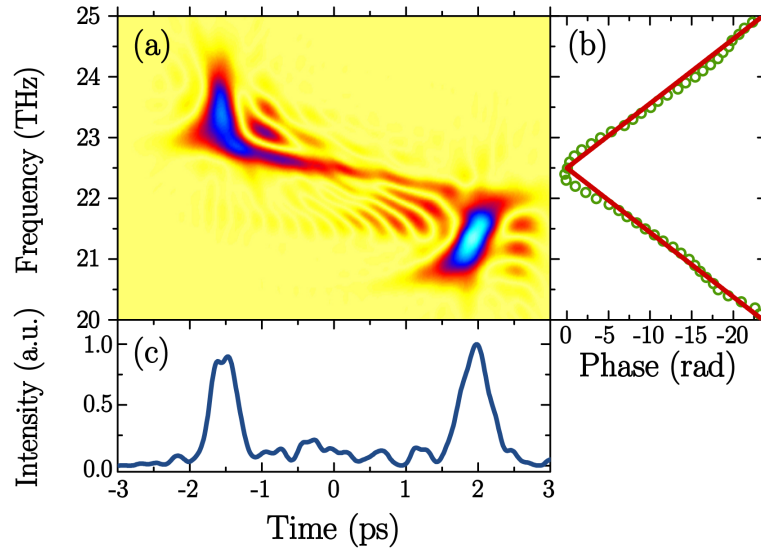 25
24
23
22
21
20
Frequency (THz)
(a)
(b)
0 -5 -10 -15 -20
Phase (rad)
Intensity (a.u.)
1.0
0.5
0.0
(c)
-3 -2 -1 0 1 2 3
Time (ps)